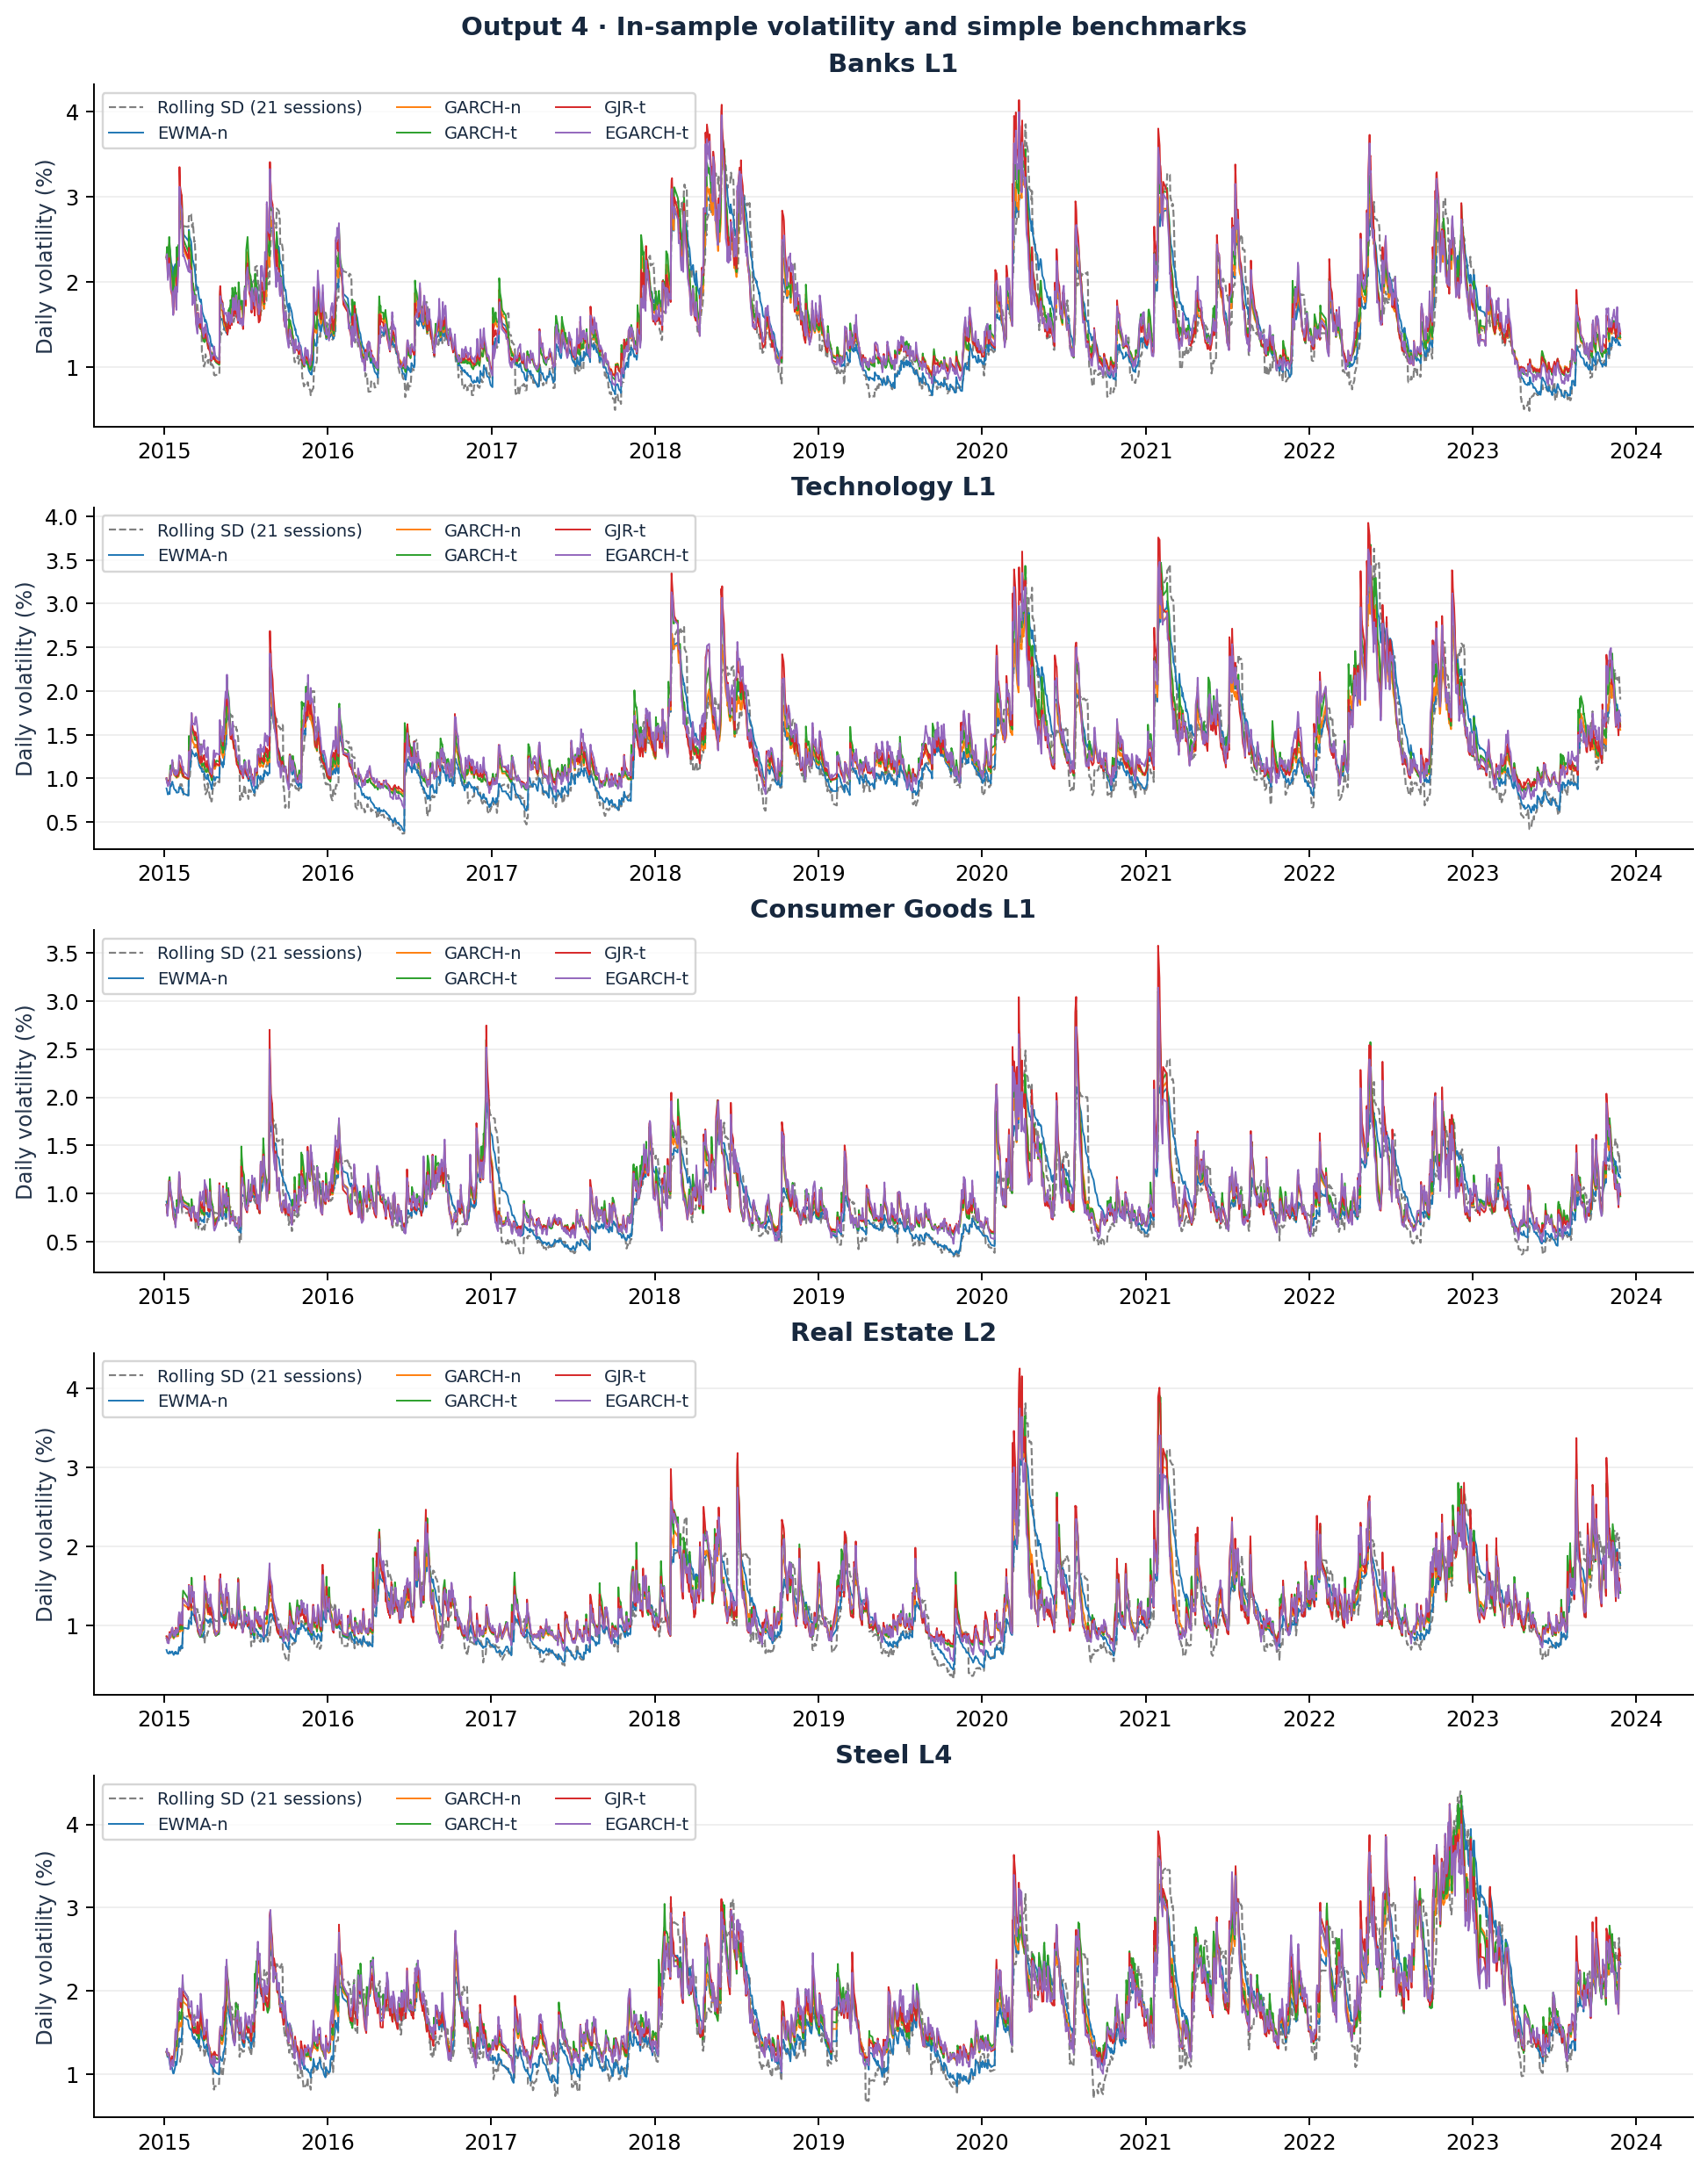 Output 4 · In-sample volatility and simple benchmarks
Banks L1
Rolling SD (21 sessions) GARCH-n GJR-t
EWMA-n GARCH-t EGARCH-t
Daily volatility (%)
4
3
2
1
2015 2016 2017 2018 2019 2020 2021 2022 2023 2024
Technology L1
Rolling SD (21 sessions) GARCH-n GJR-t
EWMA-n GARCH-t EGARCH-t
Daily volatility (%)
4.0
3.5
3.0
2.5
2.0
1.5
1.0
0.5
2015 2016 2017 2018 2019 2020 2021 2022 2023 2024
Consumer Goods L1
Rolling SD (21 sessions) GARCH-n GJR-t
EWMA-n GARCH-t EGARCH-t
Daily volatility (%)
3.5
3.0
2.5
2.0
1.5
1.0
0.5
2015 2016 2017 2018 2019 2020 2021 2022 2023 2024
Real Estate L2
Rolling SD (21 sessions) GARCH-n GJR-t
EWMA-n GARCH-t EGARCH-t
Daily volatility (%)
4
3
2
1
2015 2016 2017 2018 2019 2020 2021 2022 2023 2024
Steel L4
Rolling SD (21 sessions) GARCH-n GJR-t
EWMA-n GARCH-t EGARCH-t
Daily volatility (%)
4
3
2
1
2015 2016 2017 2018 2019 2020 2021 2022 2023 2024